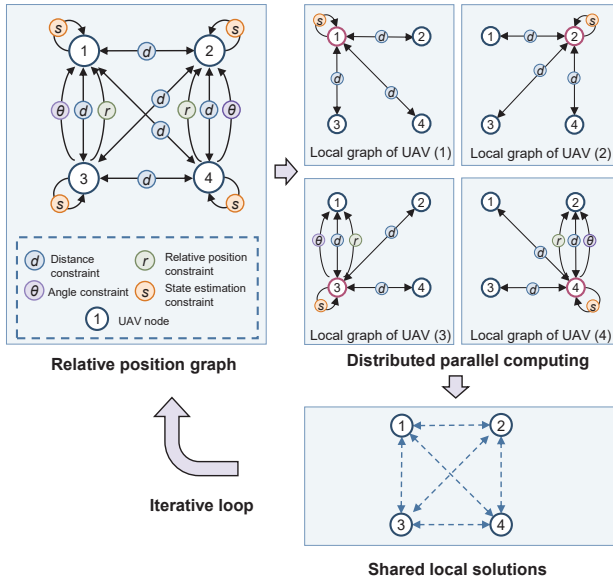 s
s
1
d
2
d
d
θ
d
r
r
d
θ
3
d
4
s
s
d
Distance
constraint
r
Relative position
constraint
θ
Angle constraint
s
State estimation
constraint
1
UAV node
Relative position graph
s
1
d
2
d
d
3
4
Local graph of UAV (1)
s
1
d
2
d
d
3
4
Local graph of UAV (2)
1
2
θ
d
r
d
3
d
4
s
Local graph of UAV (3)
1
2
d
r
d
θ
3
d
4
s
Local graph of UAV (4)
Distributed parallel computing
Iterative loop
1
2
3
4
Shared local solutions